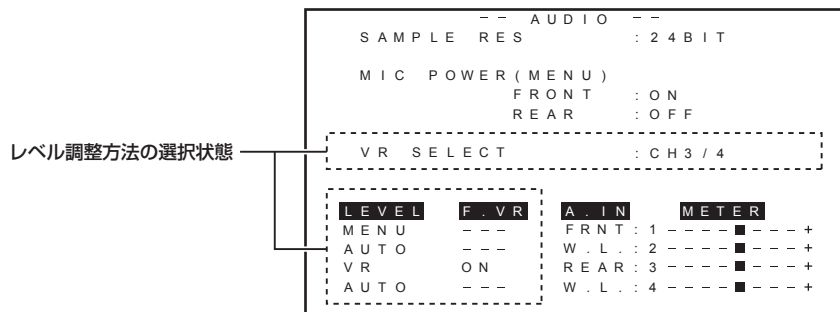 -- AUDIO --
SAMPLE RES :24BIT
MIC POWER(MENU)
FRONT :ON
REAR :OFF
レベル調整方法の選択状態
VR SELECT :CH3/4
LEVEL F.VR A.IN METER
MENU --- FRNT:1----■---+
AUTO --- W.L.:2----■---+
VR ON REAR:3----■---+
AUTO --- W.L.:4----■---+